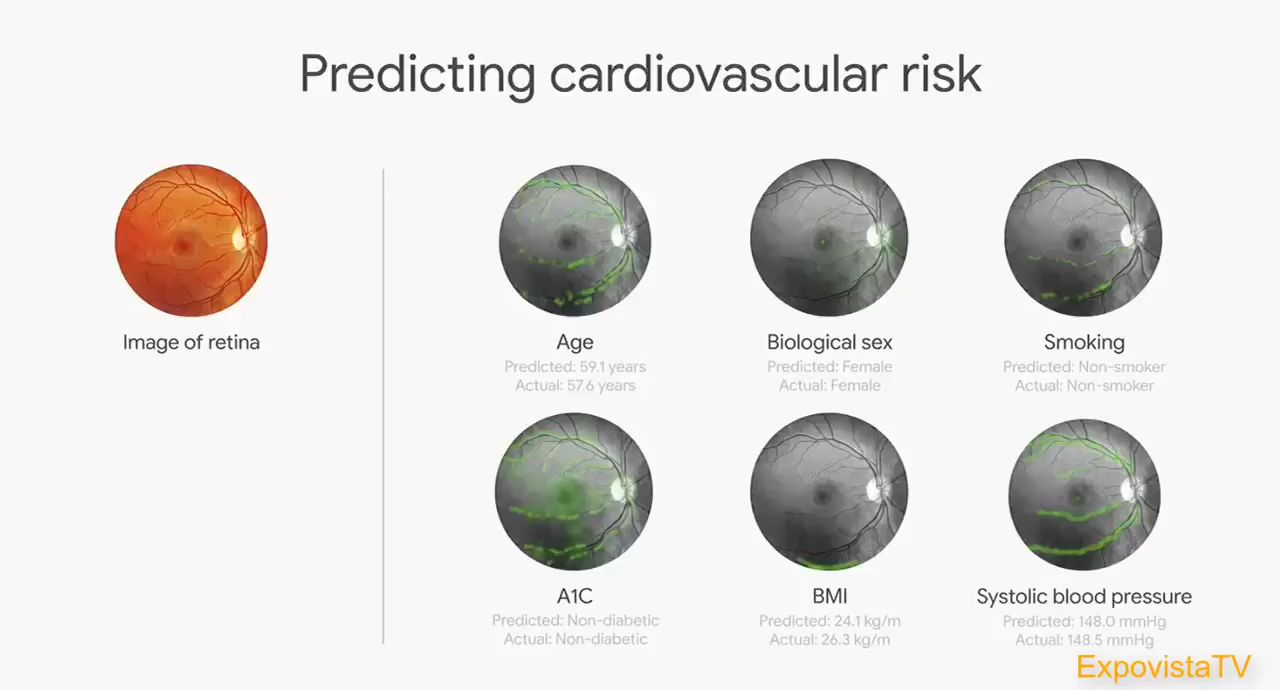 Predicting cardiovascular risk
Image of retina
Age
Predicted: 59.1 years
Actual: 57.6 years
Biological sex
Predicted: Female
Actual: Female
Smoking
Predicted: Non-smoker
Actual: Non-smoker
A1C
Predicted: Non-diabetic
Actual: Non-diabetic
BMI
Predicted: 24.1 kg/m
Actual: 26.3 kg/m
Systolic blood pressure
Predicted: 148.0 mmHg
Actual: 148.5 mmHg
ExpovistaTV